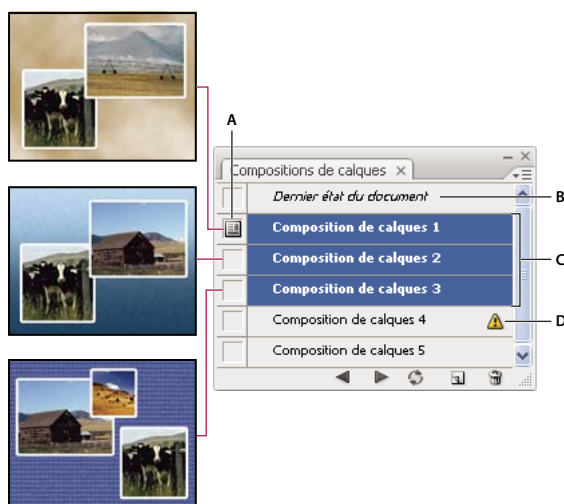 A
Compositions de calques ×
Dernier état du document
B
Composition de calques 1
Composition de calques 2
C
Composition de calques 3
Composition de calques 4
D
Composition de calques 5